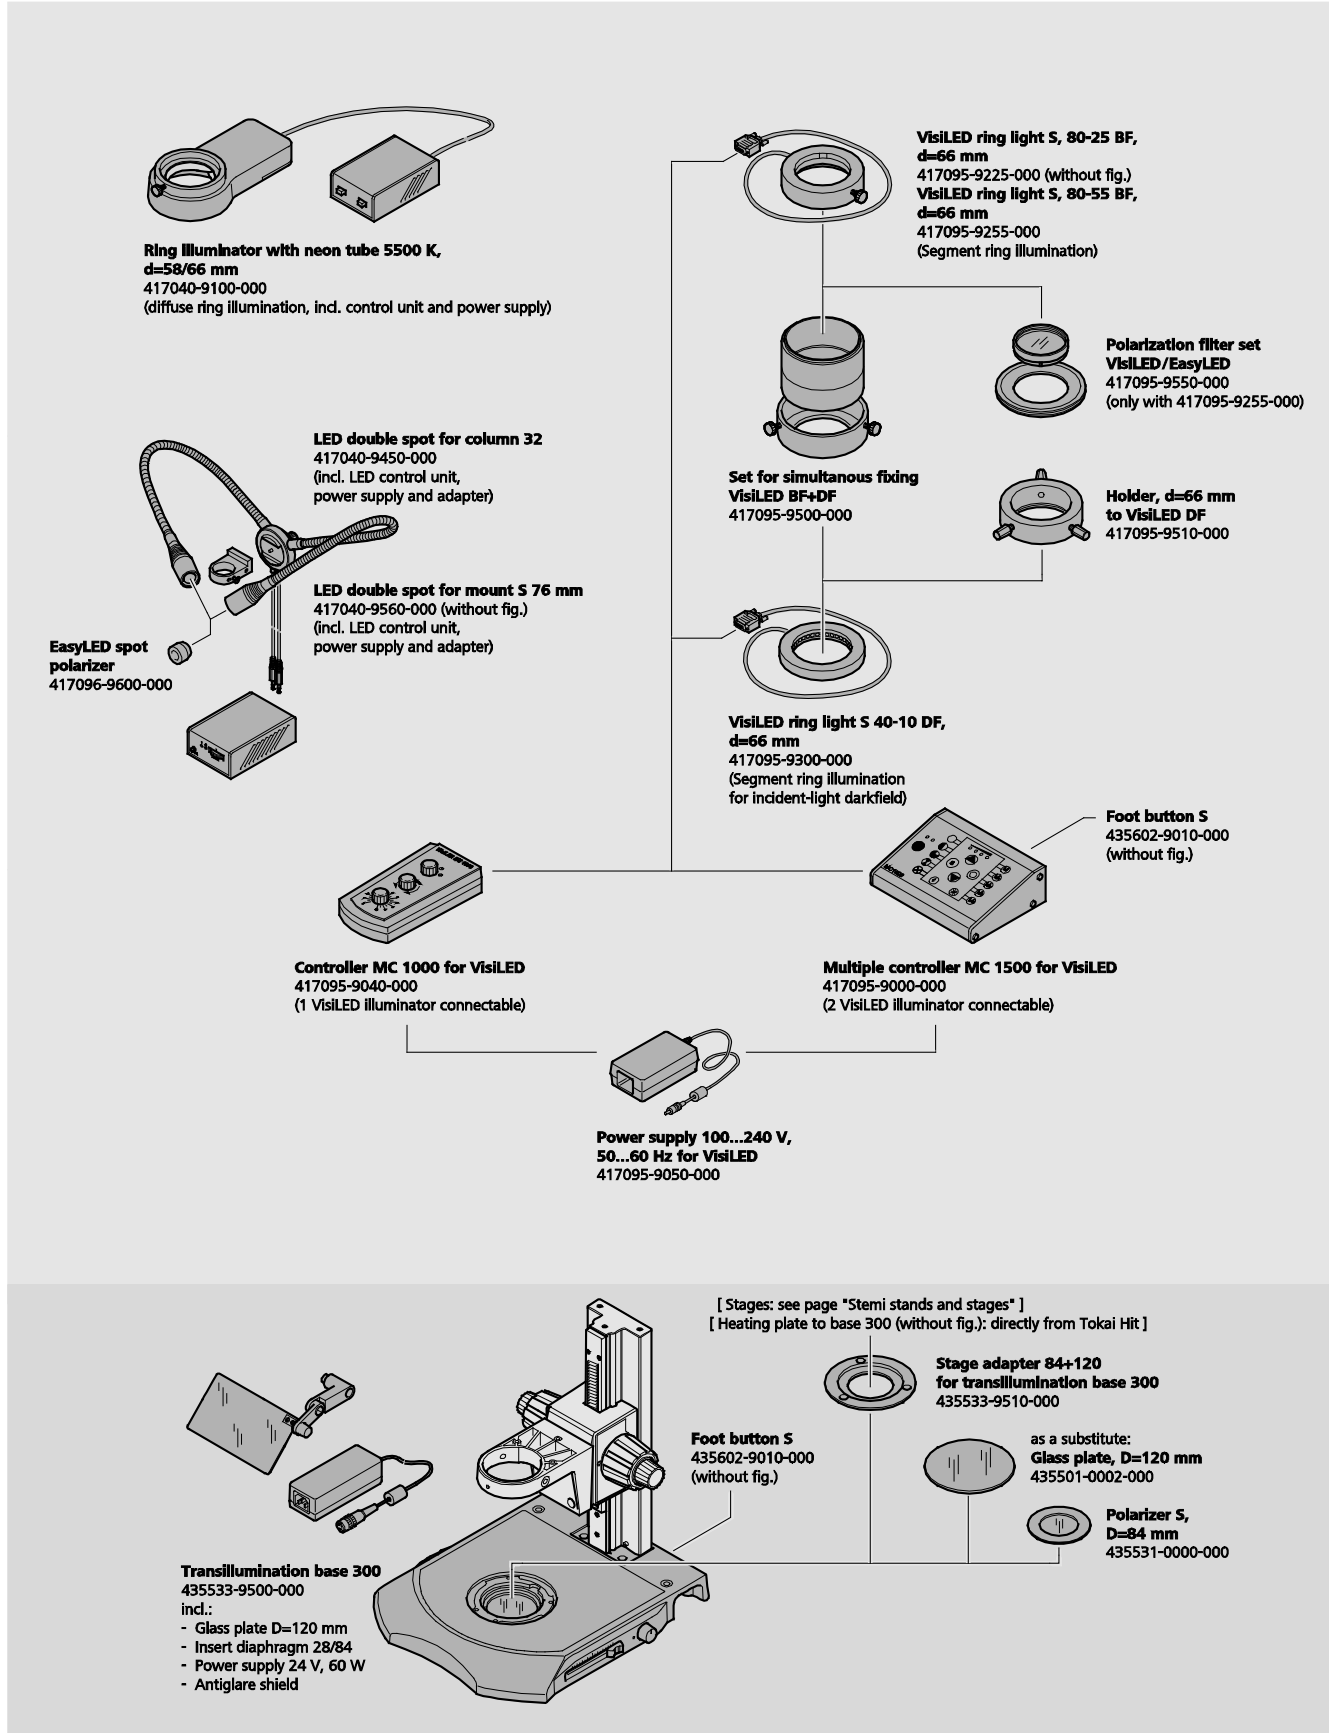 VisiLED ring light S, 80-25 BF,
d=66 mm
417095-9225-000 (without fig.)
VisiLED ring light S, 80-55 BF,
d=66 mm
417095-9255-000
(Segment ring illumination)
Ring illuminator with neon tube 5500 K,
d=58/66 mm
417040-9100-000
(diffuse ring illumination, incl. control unit and power supply)
Polarization filter set
VisiLED/EasyLED
417095-9550-000
(only with 417095-9255-000)
LED double spot for column 32
417040-9450-000
(incl. LED control unit,
power supply and adapter)
Set for simultanous fixing
VisiLED BF+DF
417095-9500-000
Holder, d=66 mm
to VisiLED DF
417095-9510-000
LED double spot for mount S 76 mm
417040-9560-000 (without fig.)
(incl. LED control unit,
power supply and adapter)
EasyLED spot
polarizer
417096-9600-000
VisiLED ring light S 40-10 DF,
d=66 mm
417095-9300-000
(Segment ring illumination
for incident-light darkfield)
Foot button S
435602-9010-000
(without fig.)
Controller MC 1000 for VisiLED
417095-9040-000
(1 VisiLED illuminator connectable)
Multiple controller MC 1500 for VisiLED
417095-9000-000
(2 VisiLED illuminator connectable)
Power supply 100...240 V,
50...60 Hz for VisiLED
417095-9050-000
[ Stages: see page "Stemi stands and stages" ]
[ Heating plate to base 300 (without fig.): directly from Tokai Hit ]
Stage adapter 84+120
for transillumination base 300
435533-9510-000
Foot button S
435602-9010-000
(without fig.)
as a substitute:
Glass plate, D=120 mm
435501-0002-000
Polarizer S,
D=84 mm
435531-0000-000
Transillumination base 300
435533-9500-000
incl.:
- Glass plate D=120 mm
- Insert diaphragm 28/84
- Power supply 24 V, 60 W
- Antiglare shield